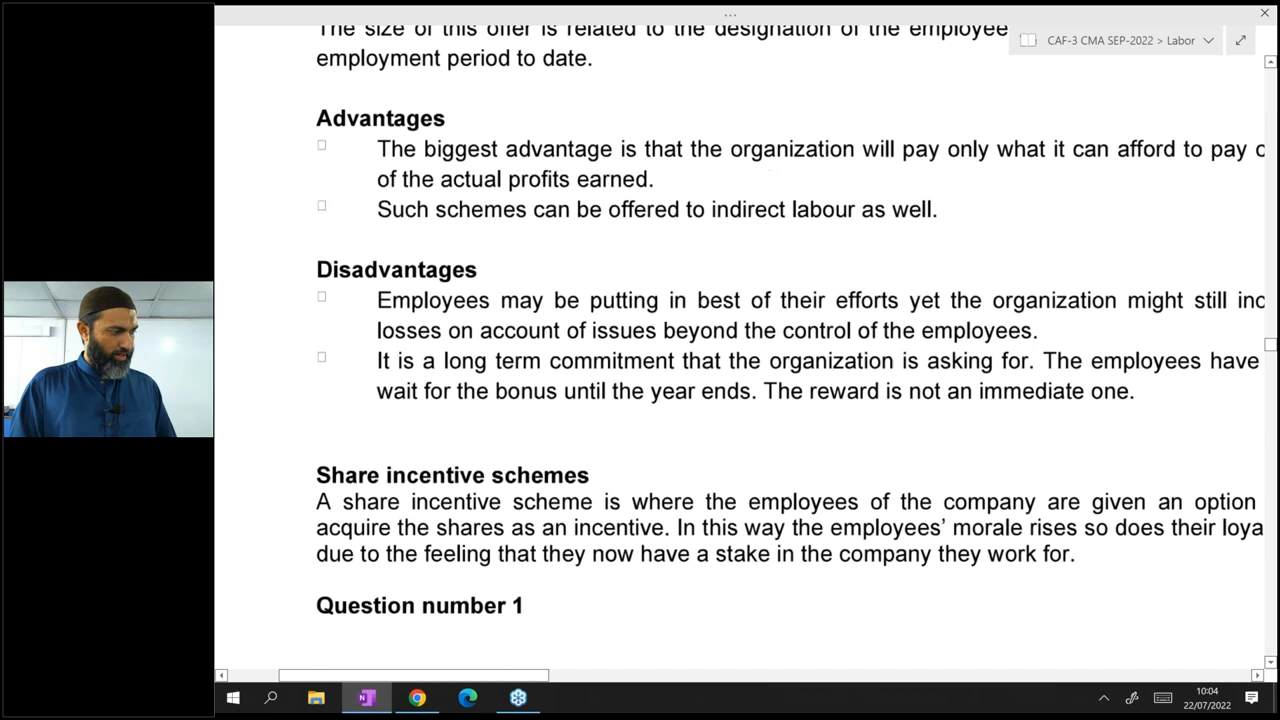 The size of this offer is related to the designation of the employee
CAF-3 CMA SEP-2022 > Labor
employment period to date.
Advantages
The biggest advantage is that the organization will pay only what it can afford to pay
of the actual profits earned.
Such schemes can be offered to indirect labour as well.
Disadvantages
Employees may be putting in best of their efforts yet the organization might still
losses on account of issues beyond the control of the employees.
It is a long term commitment that the organization is asking for. The employees have
wait for the bonus until the year ends. The reward is not an immediate one.
Share incentive schemes
A share incentive scheme is where the employees of the company are given an option
acquire the shares as an incentive. In this way the employees' morale rises so does their
due to the feeling that they now have a stake in the company they work for.
Question number 1
10:04
22/07/2022